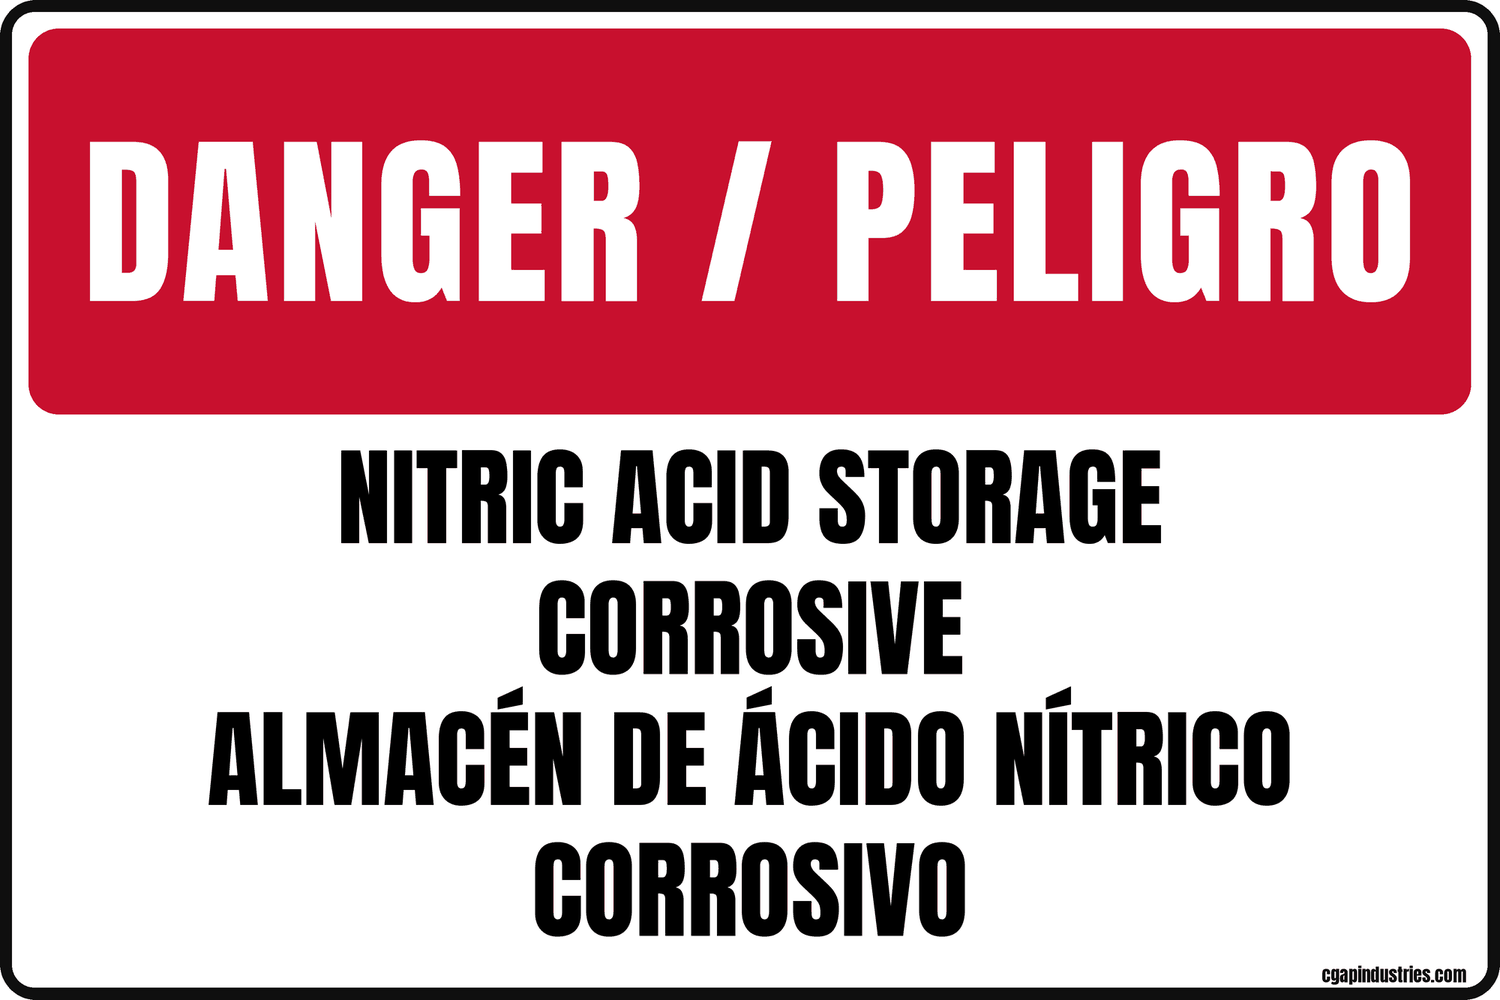 DANGER / PELIGRO
NITRIC ACID STORAGE
CORROSIVE
ALMACÉN DE ÁCIDO NÍTRICO
CORROSIVO
cgapindustries.com